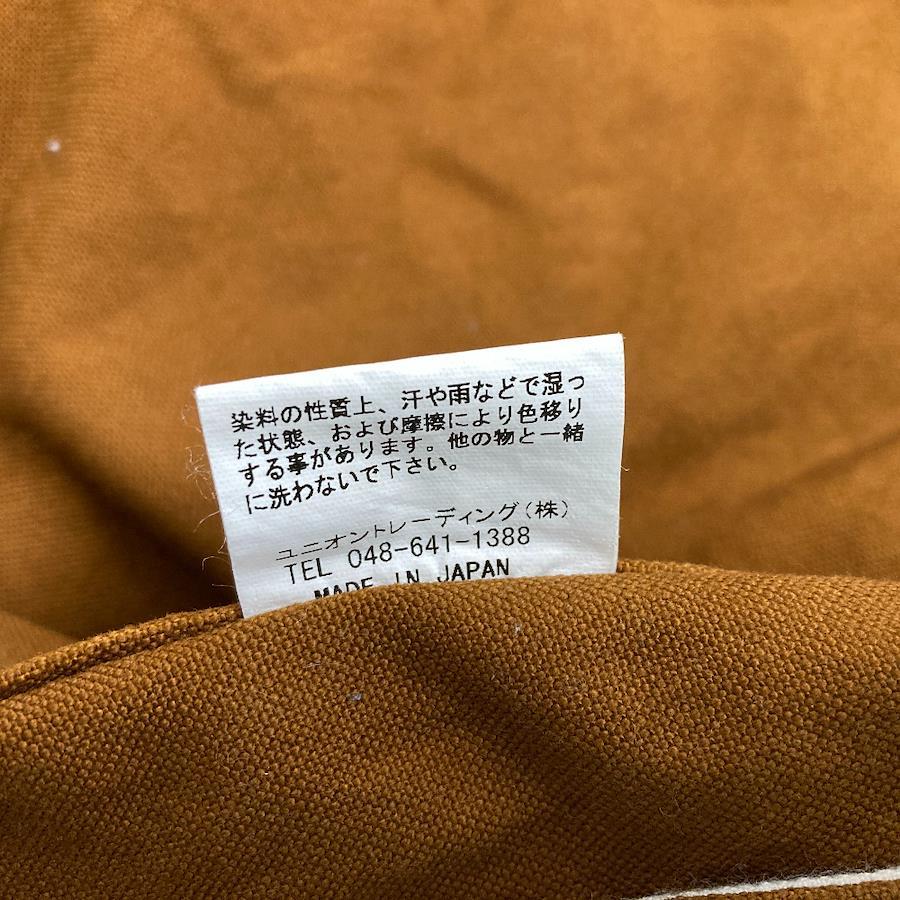 染料の性質上、汗や雨などで湿っ
た状態、および摩擦により色移り
する事があります。他の物と一緒
に洗わないで下さい。
ユニオントレーディング(株)
TEL 048-641-1388
MADE IN JAPAN